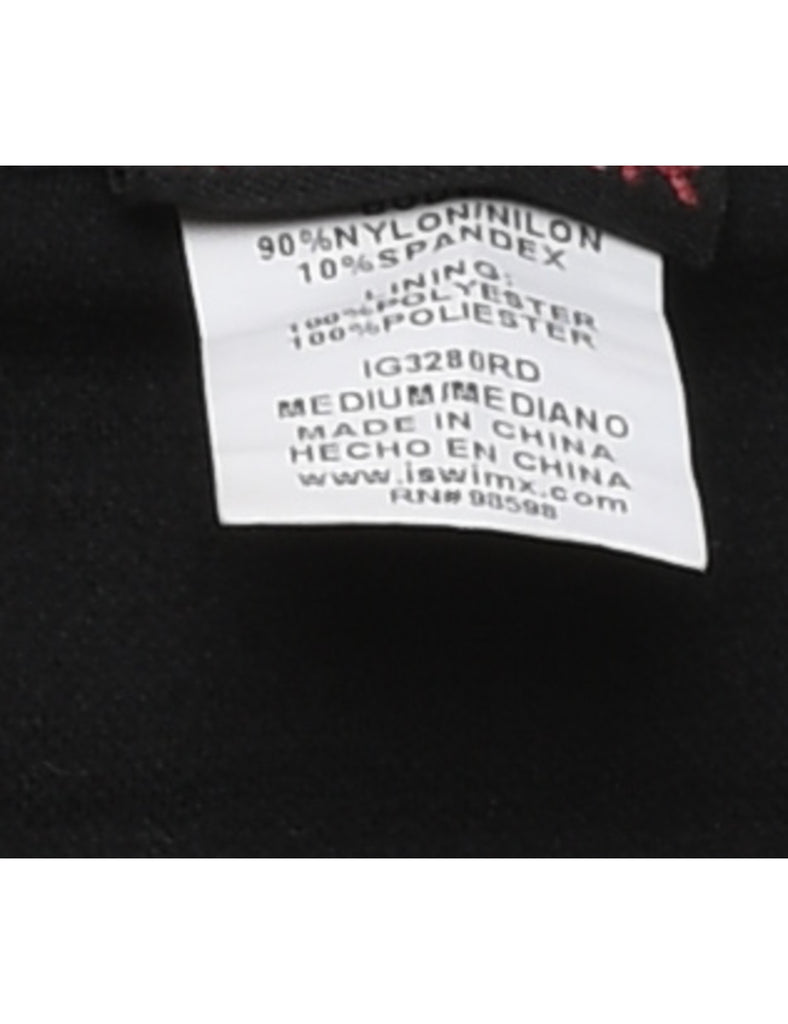 90%NYLON/NILON
10%SPANDEX
LINING:
100%POLYESTER
100%POLIESTER
IG3280RD
MEDIUM/MEDIANO
MADE IN CHINA
HECHO EN CHINA
www.iswimx.com
RN# 98598